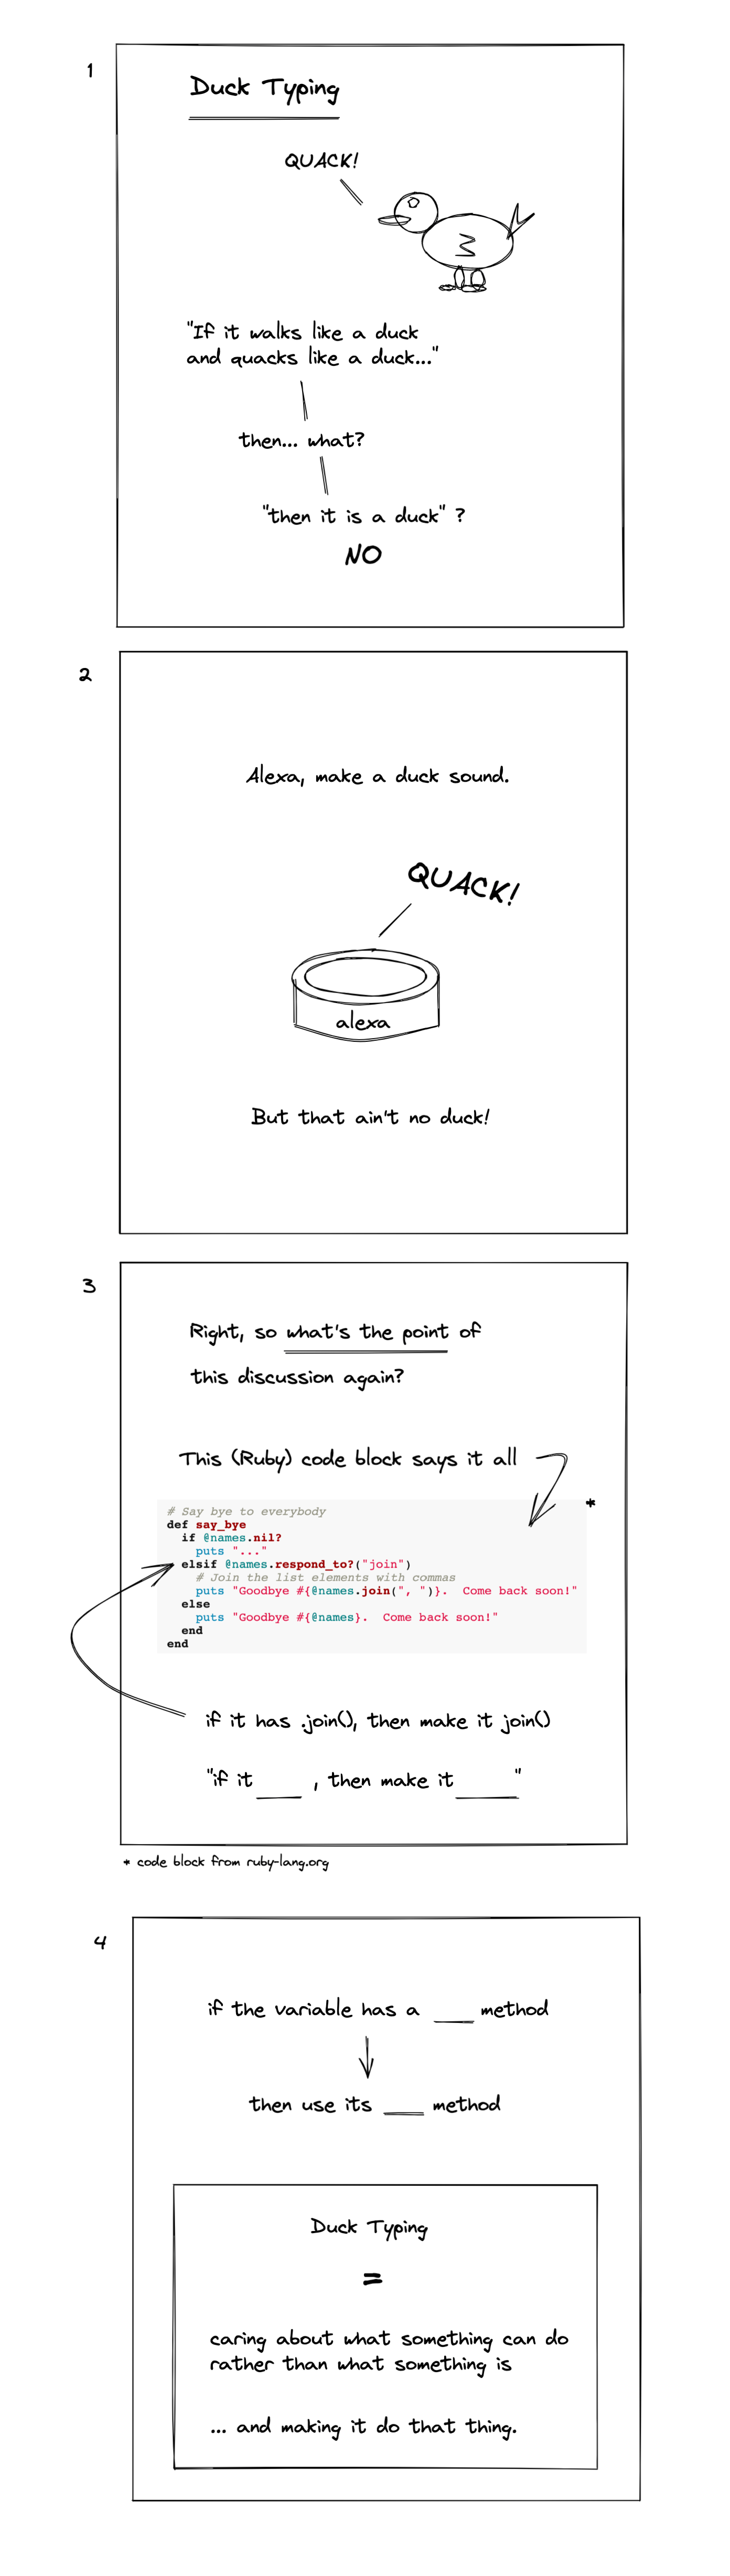 1
Duck Typing
QUACK!
"If it walks like a duck
and quacks like a duck..."
then... what?
"then it is a duck" ?
NO
2
Alexa, make a duck sound.
QUACK!
alexa
But that ain't no duck!
3
Right, so what's the point of
this discussion again?
This (Ruby) code block says it all
*
# Say bye to everybody
def say_bye
  if @names.nil?
    puts "..."
  elsif @names.respond_to?("join")
    # Join the list elements with commas
    puts "Goodbye #{@names.join(", ")}.  Come back soon!"
  else
    puts "Goodbye #{@names}.  Come back soon!"
  end
end
if it has .join(), then make it join()
"if it ____ , then make it _____ "
* code block from ruby-lang.org
4
if the variable has a ___ method
then use its ___ method
Duck Typing
=
caring about what something can do
rather than what something is
... and making it do that thing.